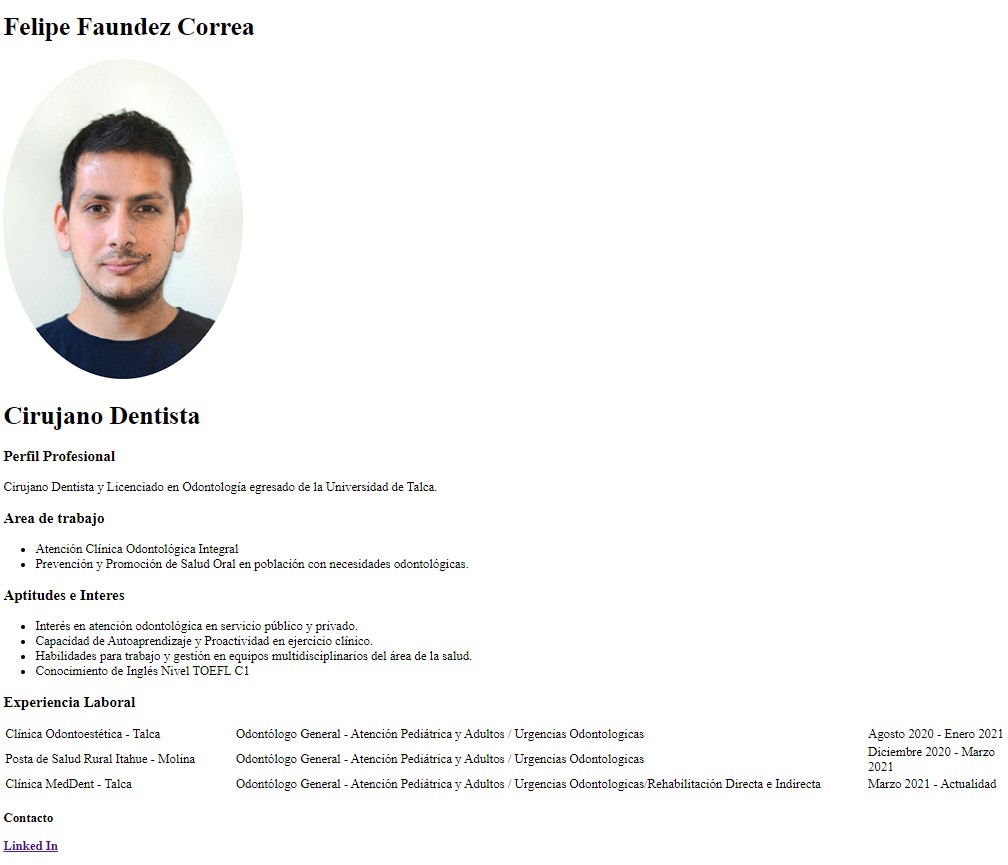 Felipe Faundez Correa
Cirujano Dentista
Perfil Profesional
Cirujano Dentista y Licenciado en Odontología egresado de la Universidad de Talca.
Area de trabajo
Atención Clínica Odontológica Integral
Prevención y Promoción de Salud Oral en población con necesidades odontológicas.
Aptitudes e Interes
Interés en atención odontológica en servicio público y privado.
Capacidad de Autoaprendizaje y Proactividad en ejercicio clínico.
Habilidades para trabajo y gestión en equipos multidisciplinarios del área de la salud.
Conocimiento de Inglés Nivel TOEFL C1
Experiencia Laboral
Clínica Odontoestética - Talca Odontólogo General - Atención Pediátrica y Adultos / Urgencias Odontologicas Agosto 2020 - Enero 2021
Posta de Salud Rural Itahue - Molina Odontólogo General - Atención Pediátrica y Adultos / Urgencias Odontologicas Diciembre 2020 - Marzo
2021
Clínica MedDent - Talca Odontólogo General - Atención Pediátrica y Adultos / Urgencias Odontologicas/Rehabilitación Directa e Indirecta Marzo 2021 - Actualidad
Contacto
Linked In